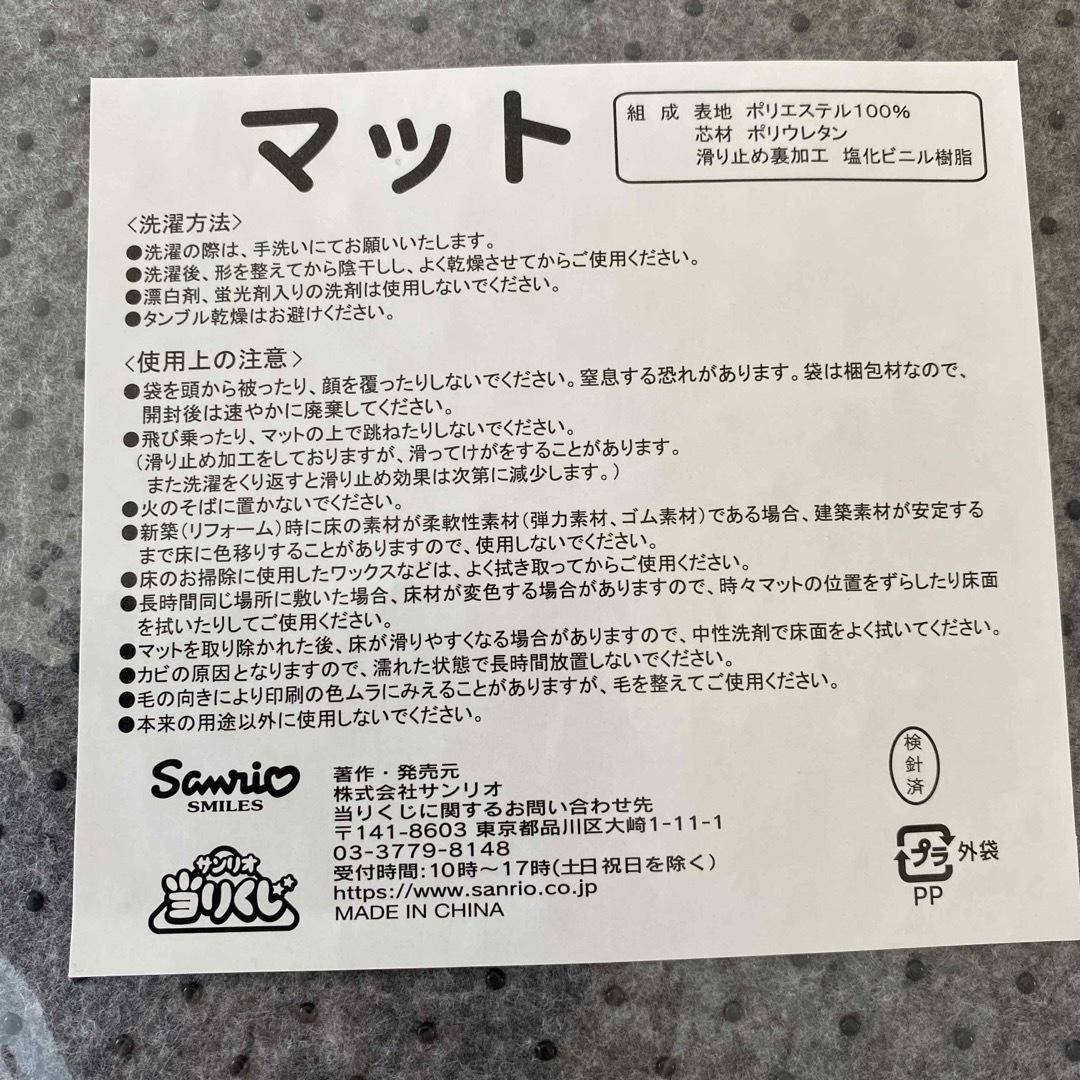 マット
組成 表地 ポリエステル100%
芯材 ポリウレタン
滑り止め裏加工 塩化ビニル樹脂
<洗濯方法>
●洗濯の際は、手洗いにてお願いいたします。
●洗濯後、形を整えてから陰干しし、よく乾燥させてからご使用ください。
●漂白剤、蛍光剤入りの洗剤は使用しないでください。
●タンブル乾燥はお避けください。
<使用上の注意>
●袋を頭から被ったり、顔を覆ったりしないでください。窒息する恐れがあります。袋は梱包材なので、
開封後は速やかに廃棄してください。
●飛び乗ったり、マットの上で跳ねたりしないでください。
(滑り止め加工をしておりますが、滑ってけがをすることがあります。
また洗濯をくり返すと滑り止め効果は次第に減少します。)
●火のそばに置かないでください。
●新築(リフォーム)時に床の素材が柔軟性素材(弾力素材、ゴム素材)である場合、建築素材が安定する
まで床に色移りすることがありますので、使用しないでください。
●床のお掃除に使用したワックスなどは、よく拭き取ってからご使用ください。
●長時間同じ場所に敷いた場合、床材が変色する場合がありますので、時々マットの位置をずらしたり床面
を拭いたりしてご使用ください。
●マットを取り除かれた後、床が滑りやすくなる場合がありますので、中性洗剤で床面をよく拭いてください。
●カビの原因となりますので、濡れた状態で長時間放置しないでください。
●毛の向きにより印刷の色ムラにみえることがありますが、毛を整えてご使用ください。
●本来の用途以外に使用しないでください。
Sanrio
SMILES
サンリオ
当りくじ
著作・発売元
株式会社サンリオ
当りくじに関するお問い合わせ先
〒141-8603 東京都品川区大崎1-11-1
03-3779-8148
受付時間:10時~17時(土日祝日を除く)
https://www.sanrio.co.jp
MADE IN CHINA
検
針
済
プラ 外袋
PP